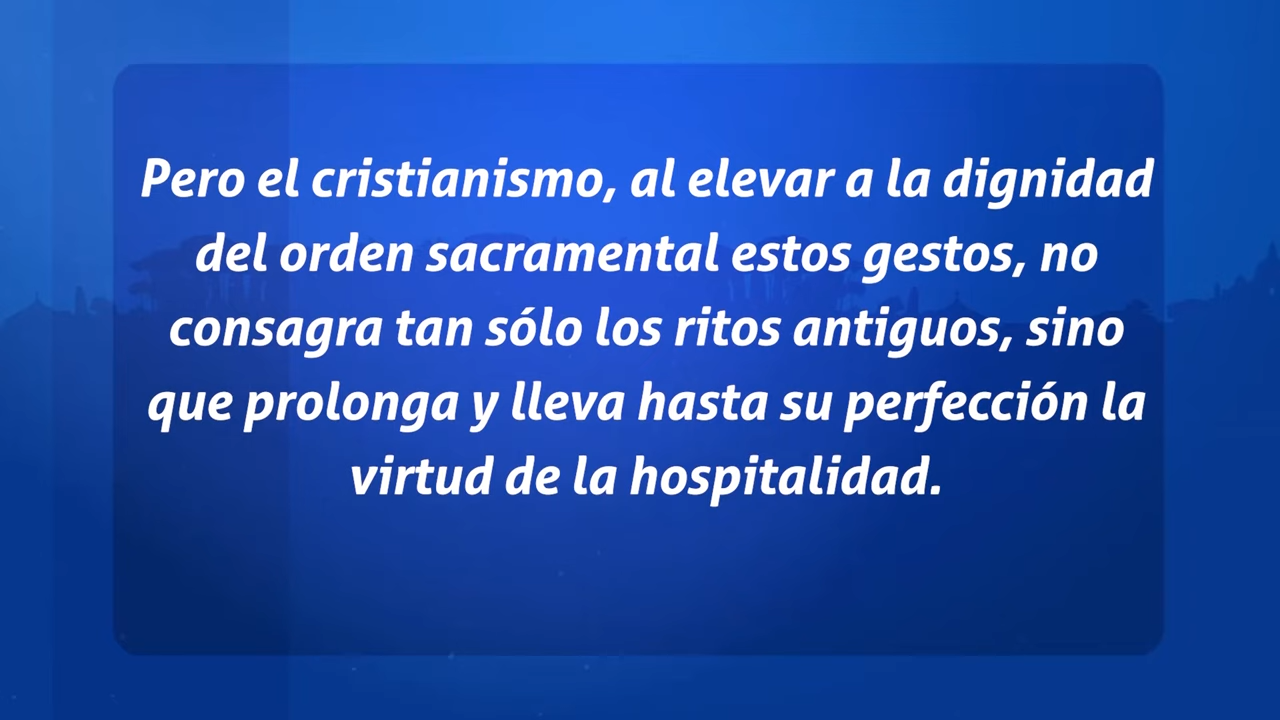 Pero el cristianismo, al elevar a la dignidad
del orden sacramental estos gestos, no
consagra tan sólo los ritos antiguos, sino
que prolonga y lleva hasta su perfección la
virtud de la hospitalidad.